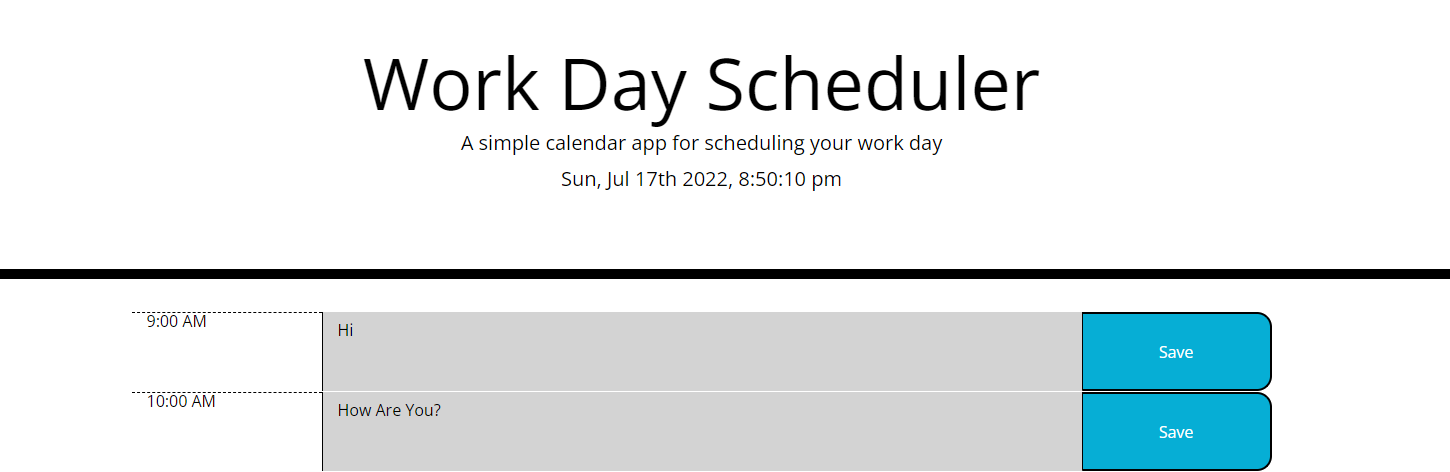 Work Day Scheduler
A simple calendar app for scheduling your work day
Sun, Jul 17th 2022, 8:50:10 pm
9:00 AM
Hi
Save
10:00 AM
How Are You?
Save